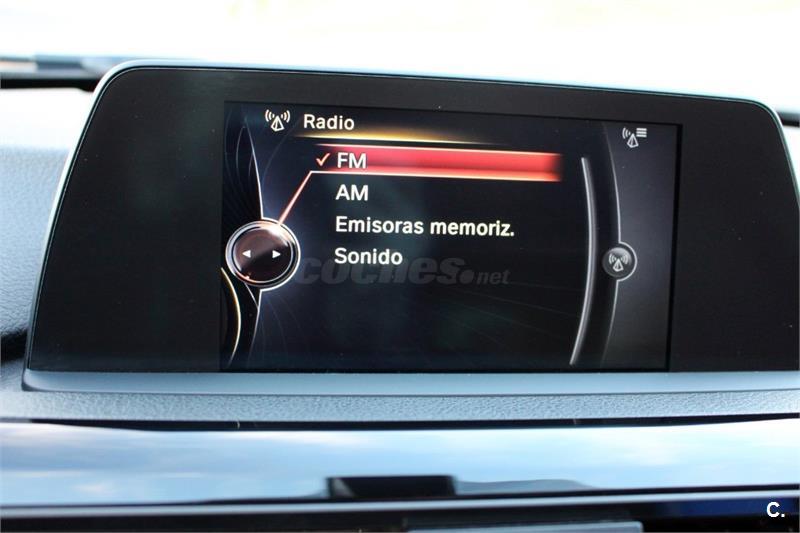 Radio
FM
AM
Emisoras memoriz.
Sonido
coches.net
C.